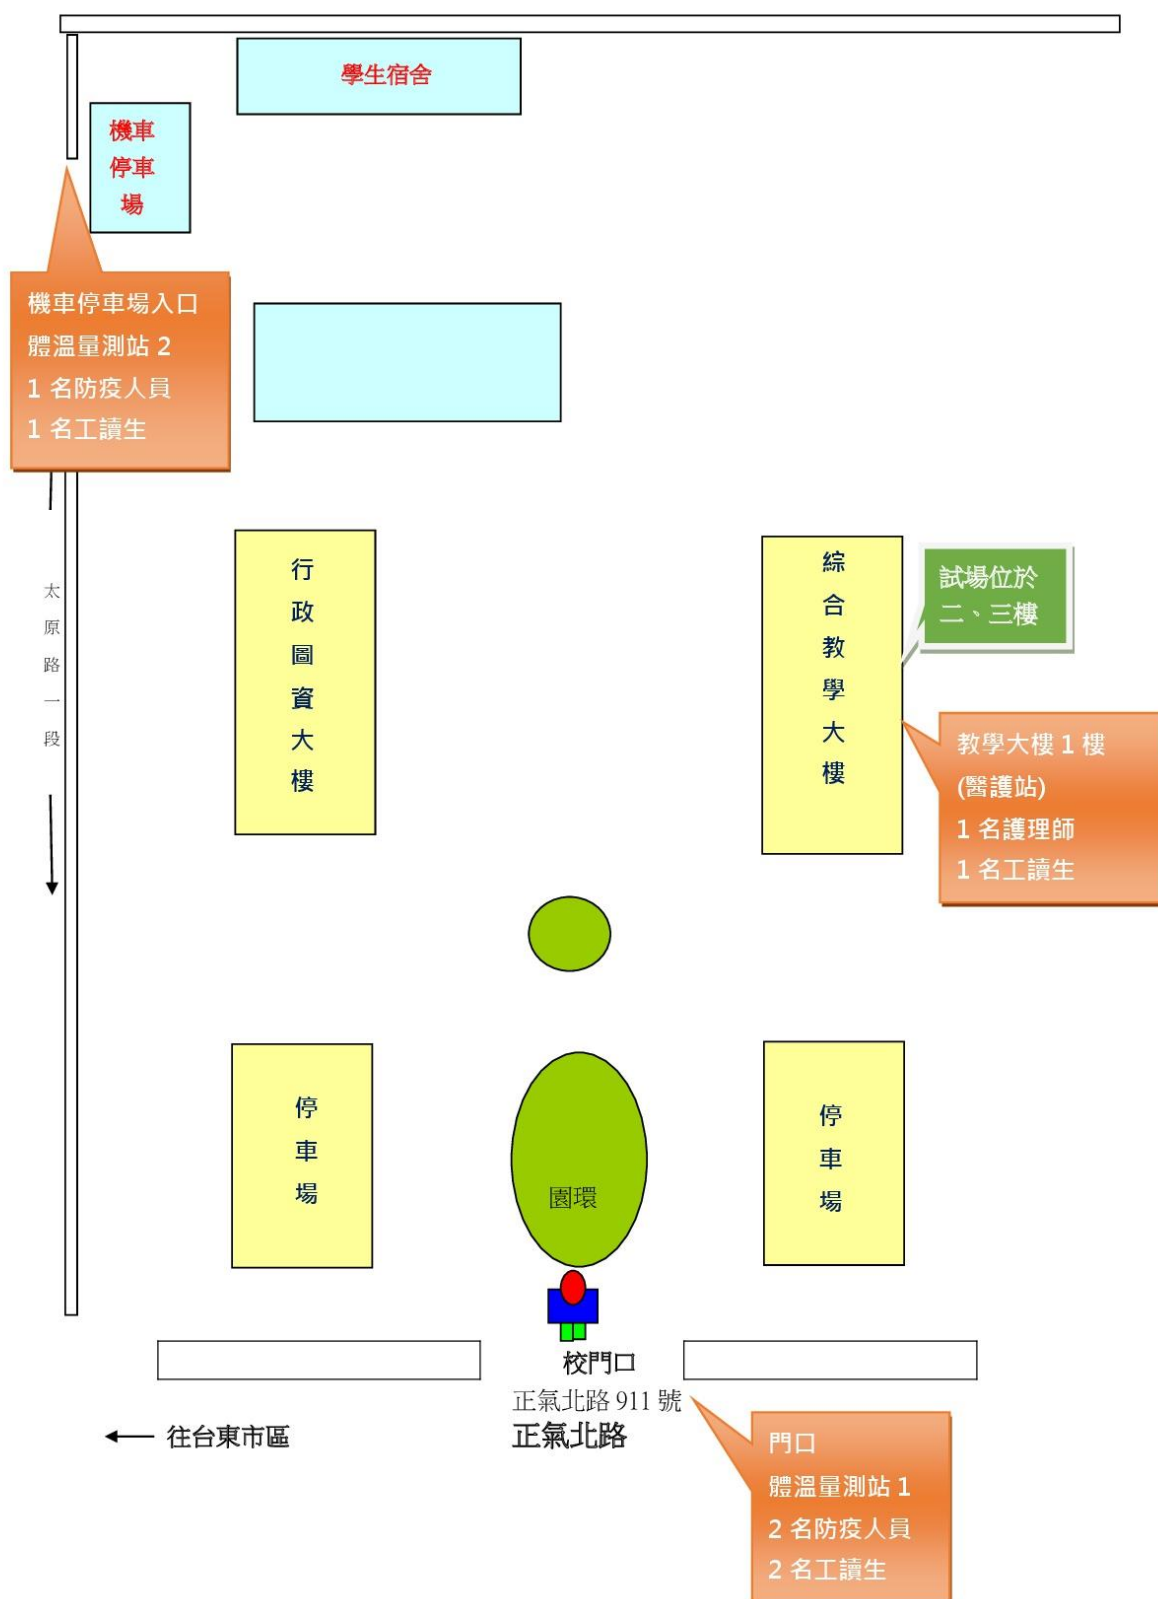 學生宿舍
機車
停車
場
機車停車場入口
體溫量測站 2
1 名防疫人員
1 名工讀生
太原路一段
行政圖資大樓
綜合教學大樓
試場位於
二、三樓
教學大樓 1 樓
(醫護站)
1 名護理師
1 名工讀生
停車場
園環
停車場
校門口
正氣北路 911 號
正氣北路
往台東市區
門口
體溫量測站 1
2 名防疫人員
2 名工讀生